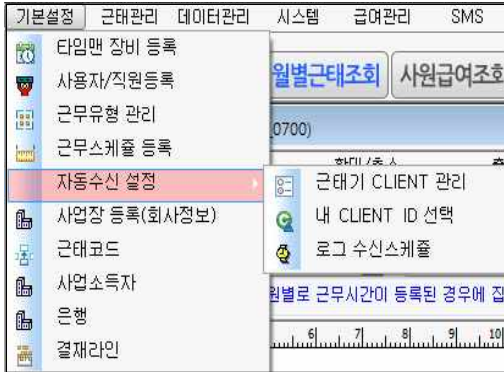 기본설정 근태관리 데이터관리 시스템 급여관리 SMS
타임맨 장비 등록
사용자/직원등록
근무유형 관리
근무스케쥴 등록
자동수신 설정
사업장 등록(회사정보)
근태코드
사업소득자
은행
결재라인
월별근태조회 사원급여조회
0700)
근태기 CLIENT 관리
내 CLIENT ID 선택
로그 수신스케쥴
원별로 근무시간이 등록된 경우에 집
6 7 8 9 10